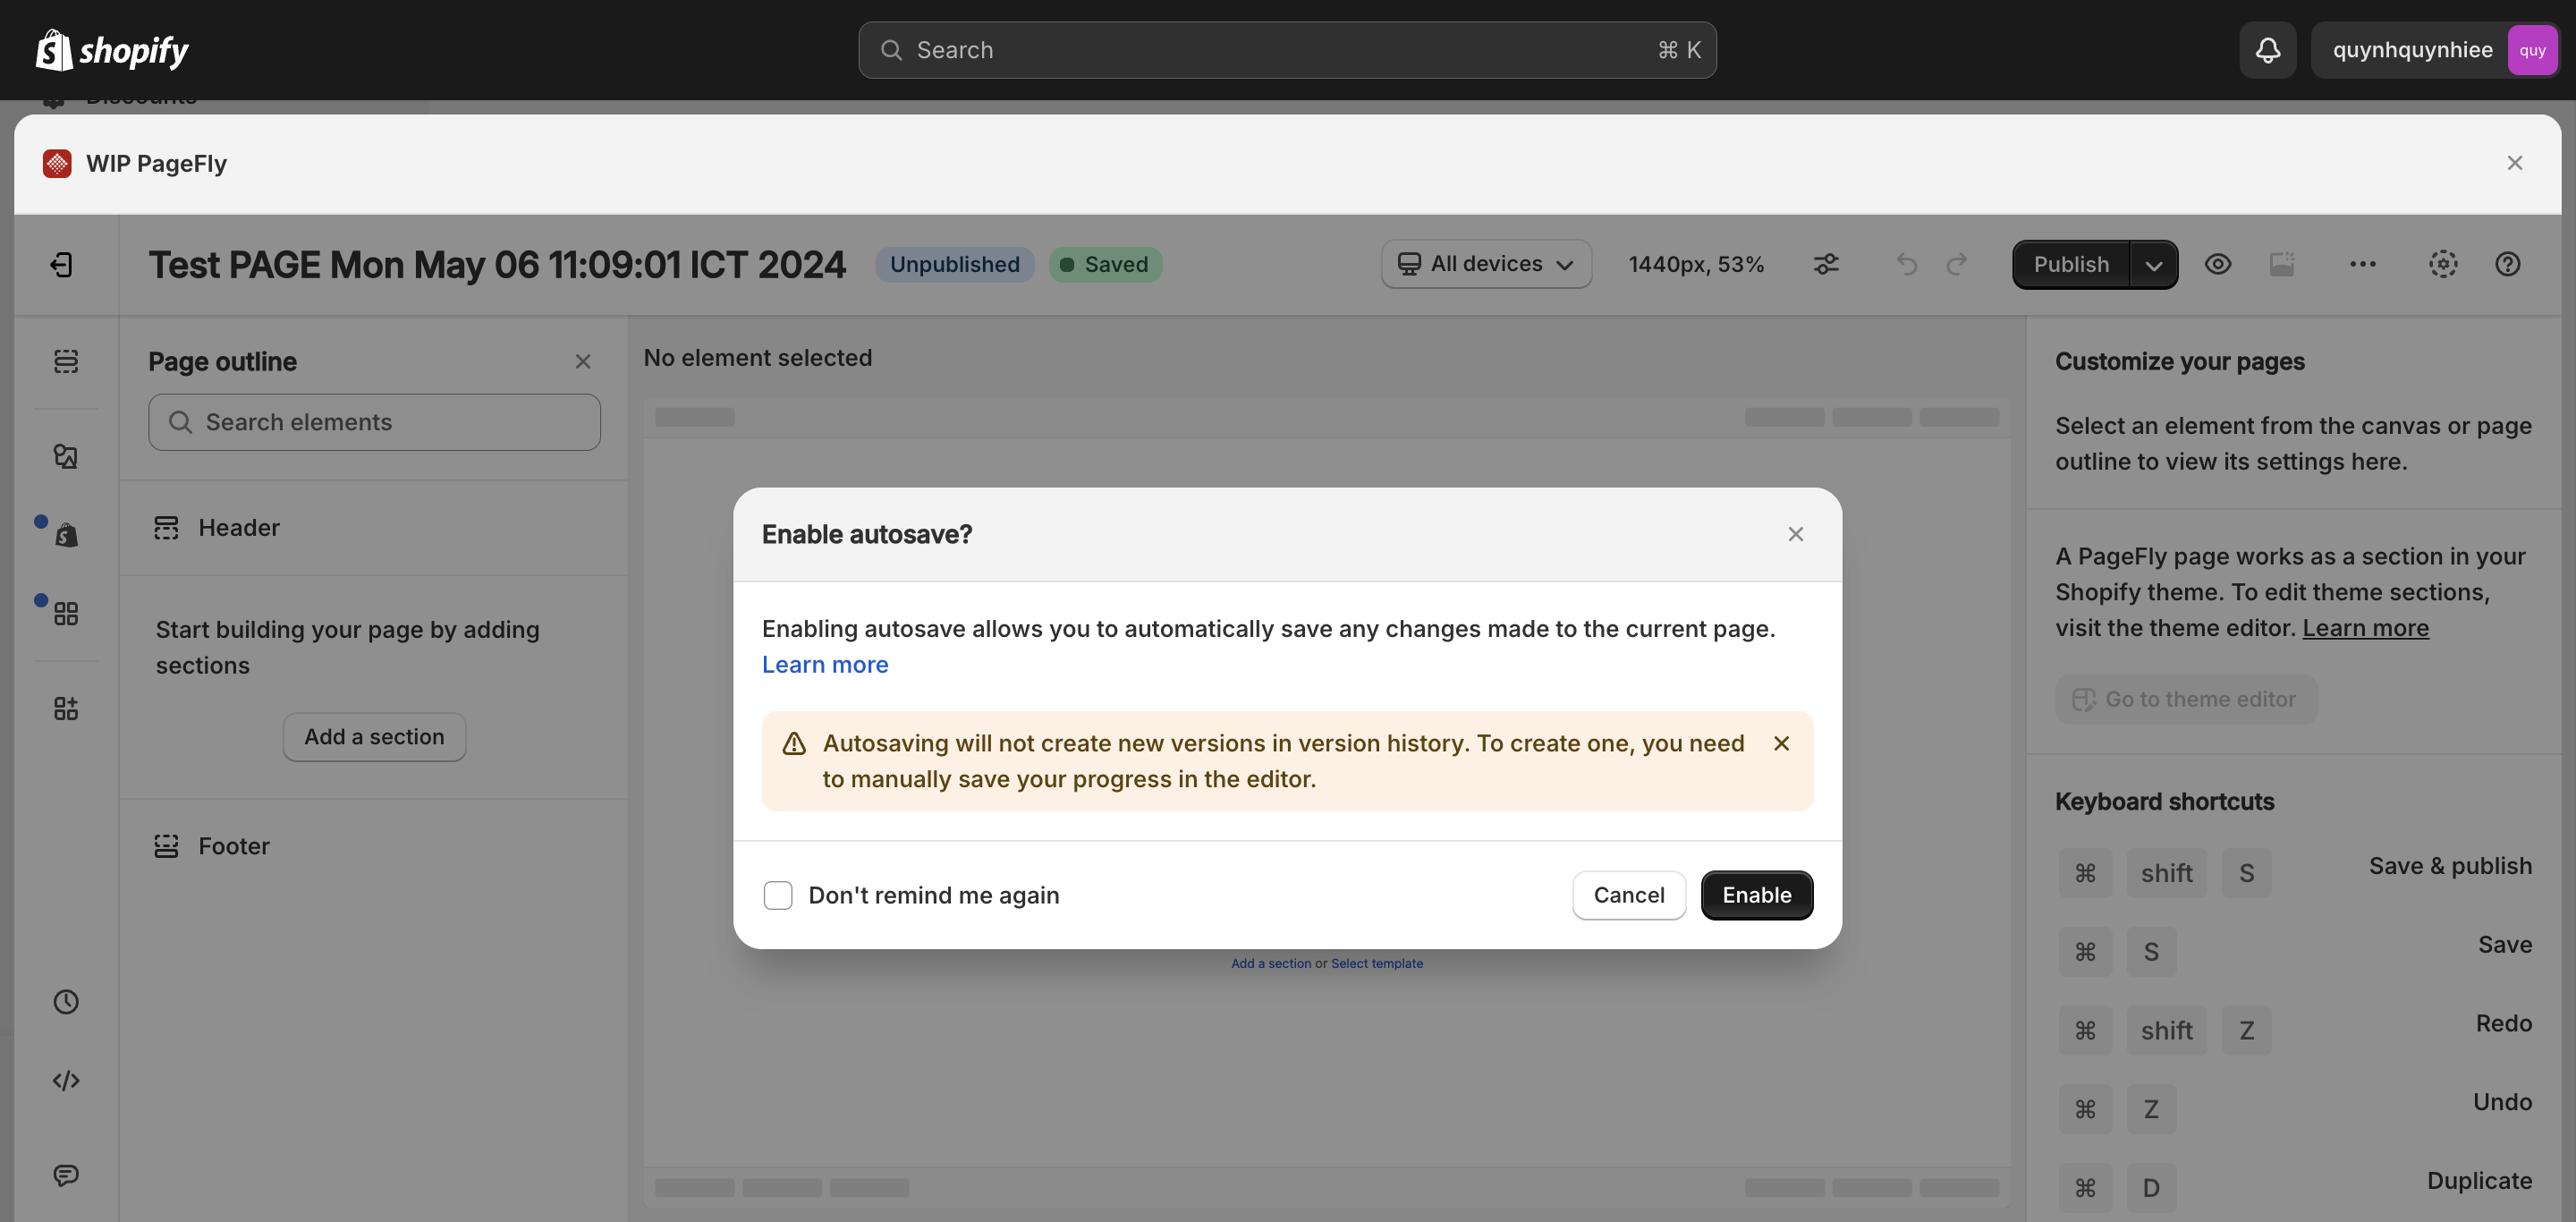 shopify
Search
⌘ K
quynhquynhiee
quy
Discounts
WIP PageFly
Test PAGE Mon May 06 11:09:01 ICT 2024
Unpublished
Saved
All devices
1440px, 53%
Publish
Page outline
Search elements
Header
Start building your page by adding
sections
Add a section
Footer
No element selected
Enable autosave?
Enabling autosave allows you to automatically save any changes made to the current page.
Learn more
Autosaving will not create new versions in version history. To create one, you need
to manually save your progress in the editor.
Don't remind me again
Cancel
Enable
Add a section or Select template
Customize your pages
Select an element from the canvas or page
outline to view its settings here.
A PageFly page works as a section in your
Shopify theme. To edit theme sections,
visit the theme editor. Learn more
Go to theme editor
Keyboard shortcuts
⌘ shift S Save & publish
⌘ S Save
⌘ shift Z Redo
⌘ Z Undo
⌘ D Duplicate